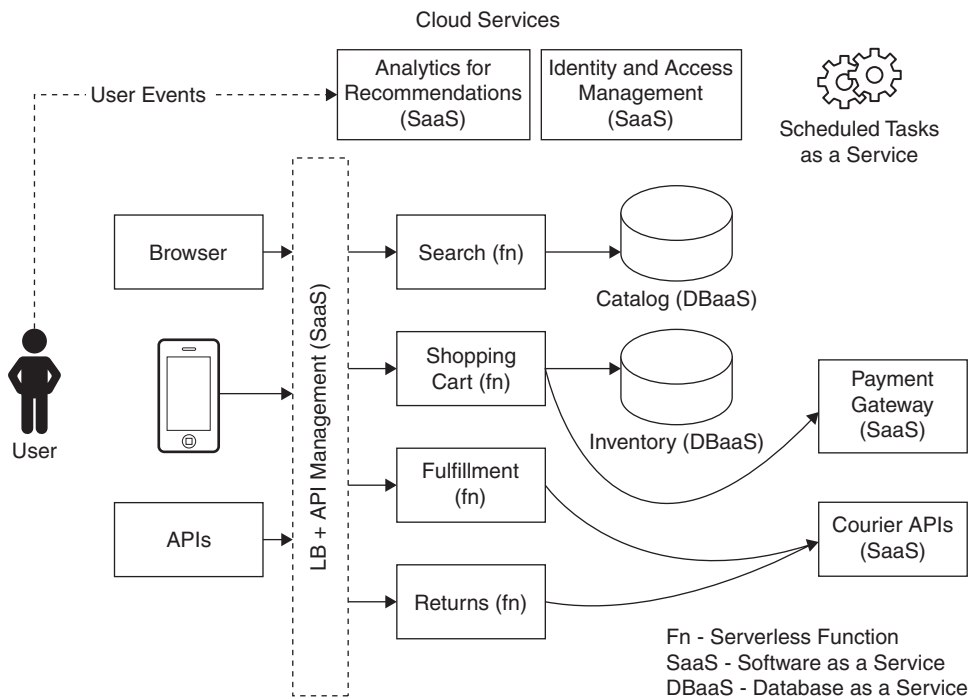 Cloud Services
Analytics for
Recommendations
(SaaS)
Identity and Access
Management
(SaaS)
Scheduled Tasks
as a Service
User Events
User
Browser
APIs
LB + API Management (SaaS)
Search (fn)
Catalog (DBaaS)
Shopping
Cart (fn)
Inventory (DBaaS)
Payment
Gateway
(SaaS)
Fulfillment
(fn)
Courier APIs
(SaaS)
Returns (fn)
Fn - Serverless Function
SaaS - Software as a Service
DBaaS - Database as a Service